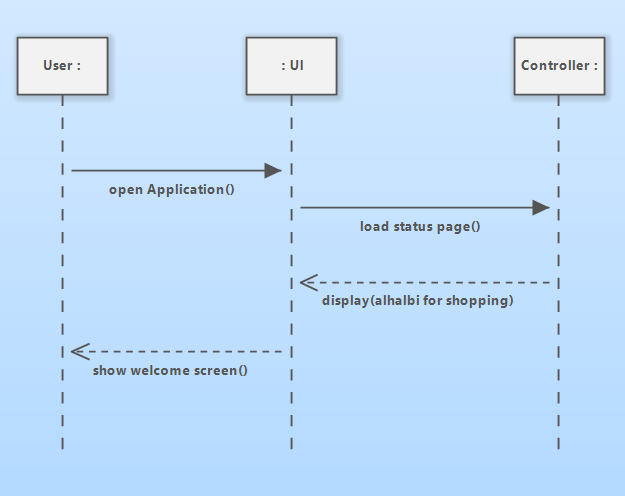 User :
: UI
Controller :
open Application()
load status page()
display(alhalbi for shopping)
show welcome screen()